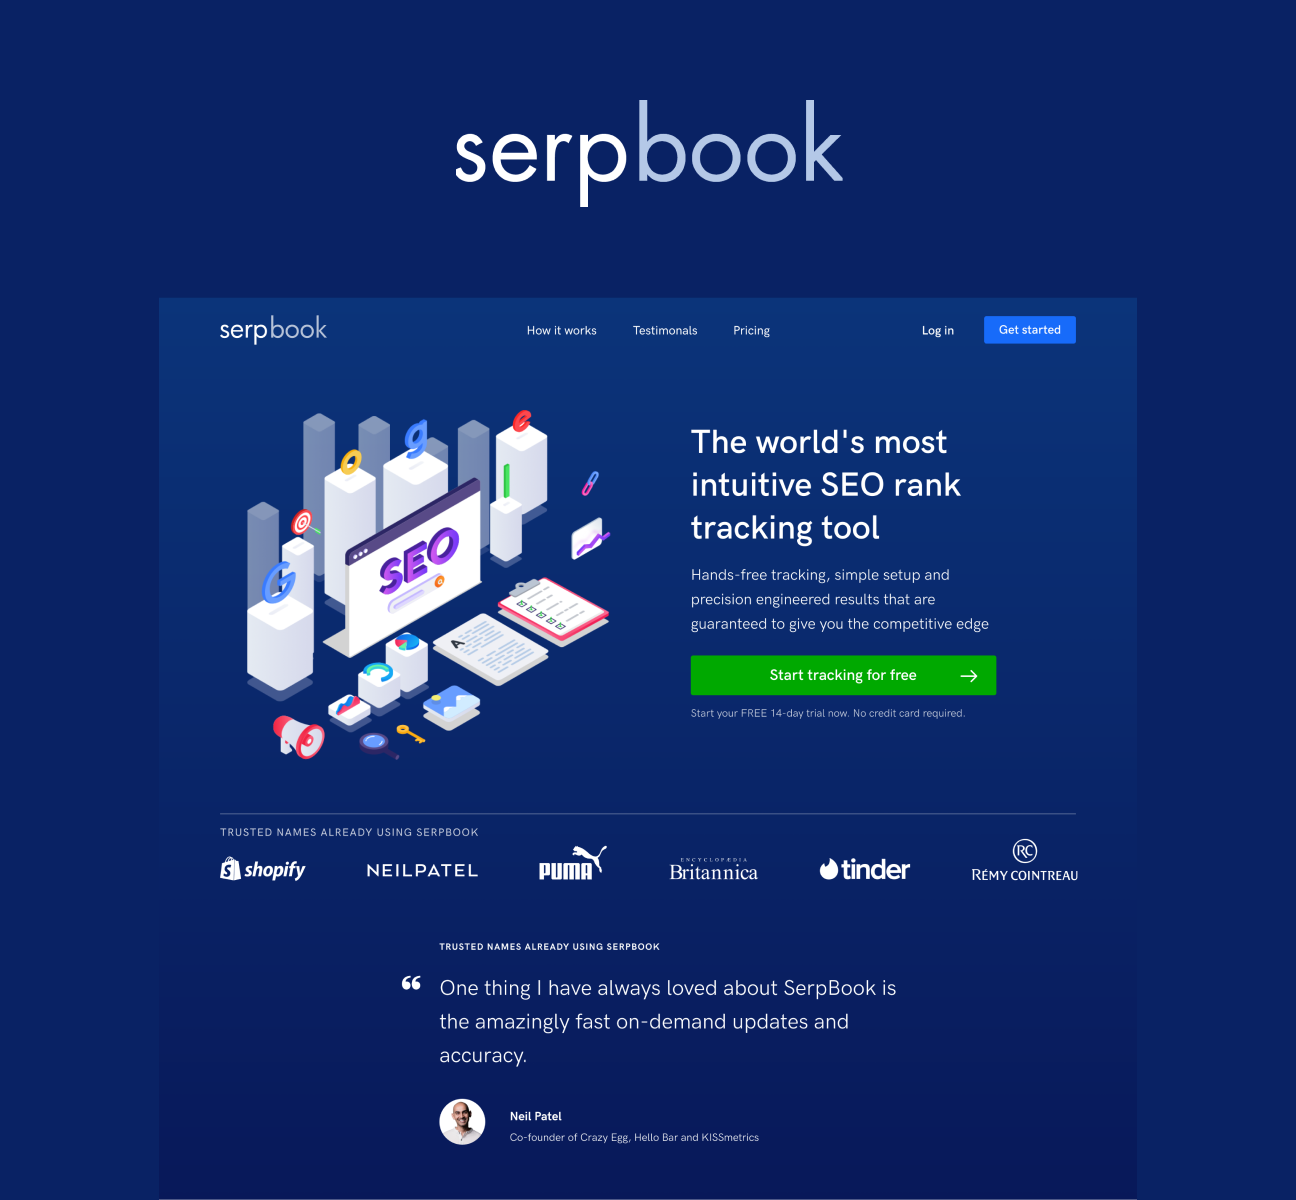 serpbook
serpbook
How it works
Testimonals
Pricing
Log in
Get started
G
o
o
g
l
e
SEO
A
The world's most
intuitive SEO rank
tracking tool
Hands-free tracking, simple setup and
precision engineered results that are
guaranteed to give you the competitive edge
Start tracking for free
Start your FREE 14-day trial now. No credit card required.
TRUSTED NAMES ALREADY USING SERPBOOK
S shopify
NEILPATEL
PUMA
ENCYCLOPÆDIA
Britannica
tinder
RC
RÉMY COINTREAU
TRUSTED NAMES ALREADY USING SERPBOOK
“ One thing I have always loved about SerpBook is
the amazingly fast on-demand updates and
accuracy.
Neil Patel
Co-founder of Crazy Egg, Hello Bar and KISSmetrics